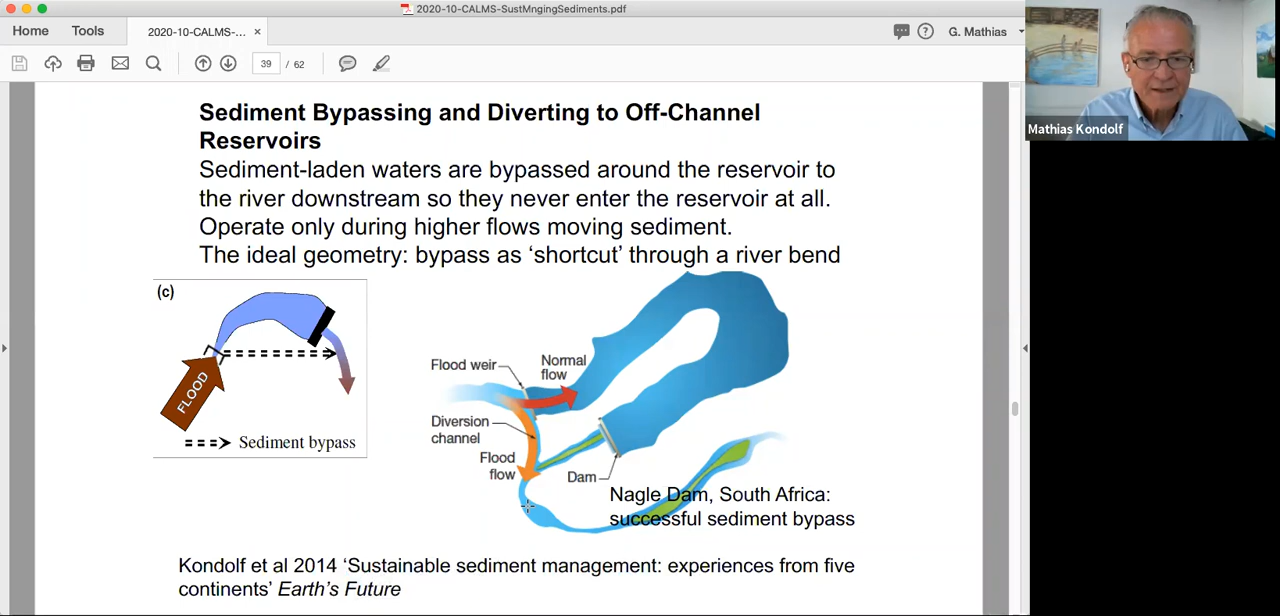 2020-10-CALMS-SustMngingSediments.pdf
Home Tools 2020-10-CALMS-... × G. Mathias
39 / 62
Mathias Kondolf
Sediment Bypassing and Diverting to Off-Channel
Reservoirs
Sediment-laden waters are bypassed around the reservoir to
the river downstream so they never enter the reservoir at all.
Operate only during higher flows moving sediment.
The ideal geometry: bypass as ‘shortcut’ through a river bend
(c)
FLOOD
Sediment bypass
Flood weir
Normal
flow
Diversion
channel
Flood
flow
Dam
Nagle Dam, South Africa:
successful sediment bypass
Kondolf et al 2014 ‘Sustainable sediment management: experiences from five
continents’ Earth’s Future